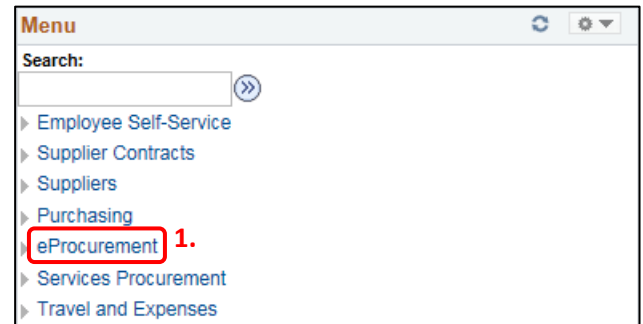 Menu
Search:
Employee Self-Service
Supplier Contracts
Suppliers
Purchasing
eProcurement 1.
Services Procurement
Travel and Expenses